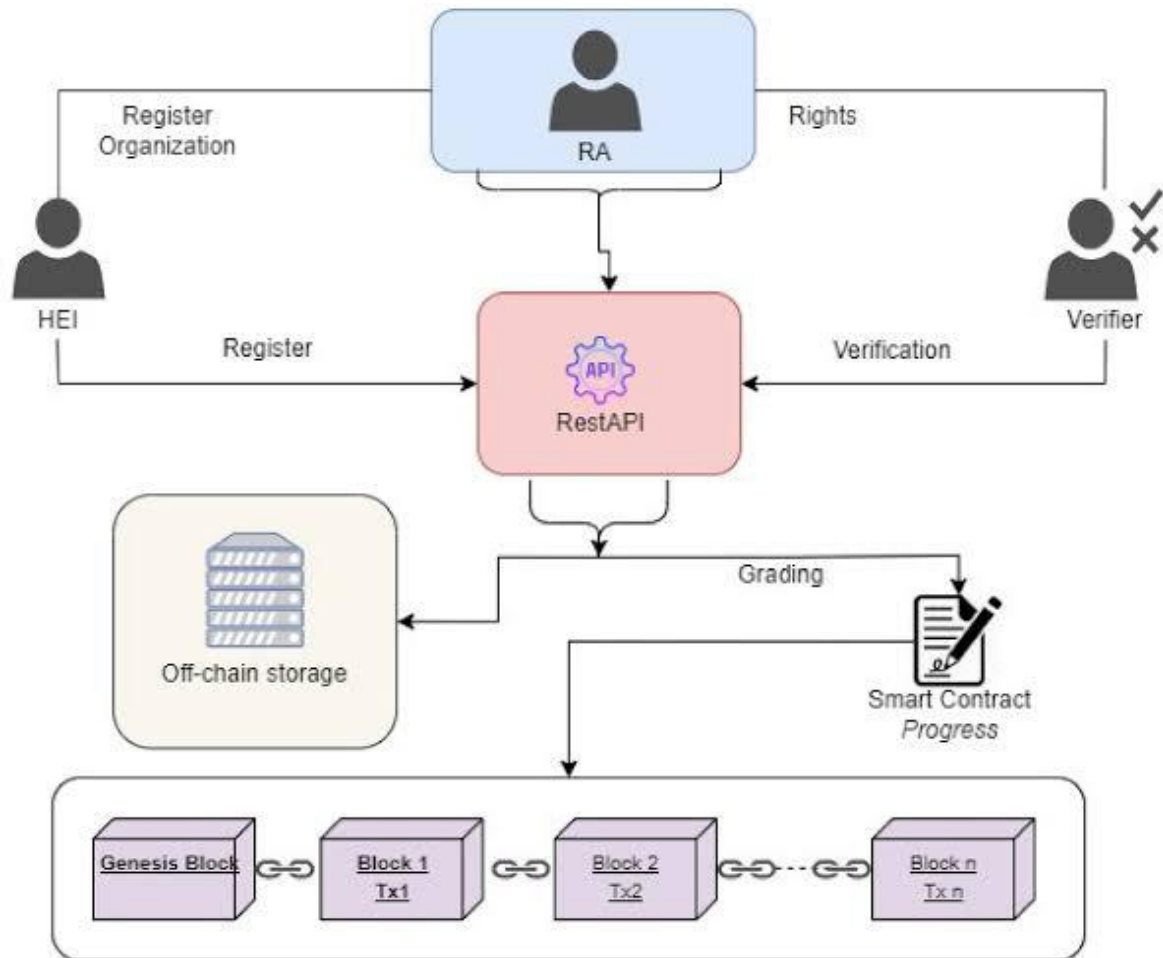 Register
Organization
RA
Rights
HEI
Verifier
Register
API
RestAPI
Verification
Grading
Off-chain storage
Smart Contract
Progress
Genesis Block
Block 1
Tx1
Block 2
Tx2
Block n
Tx n